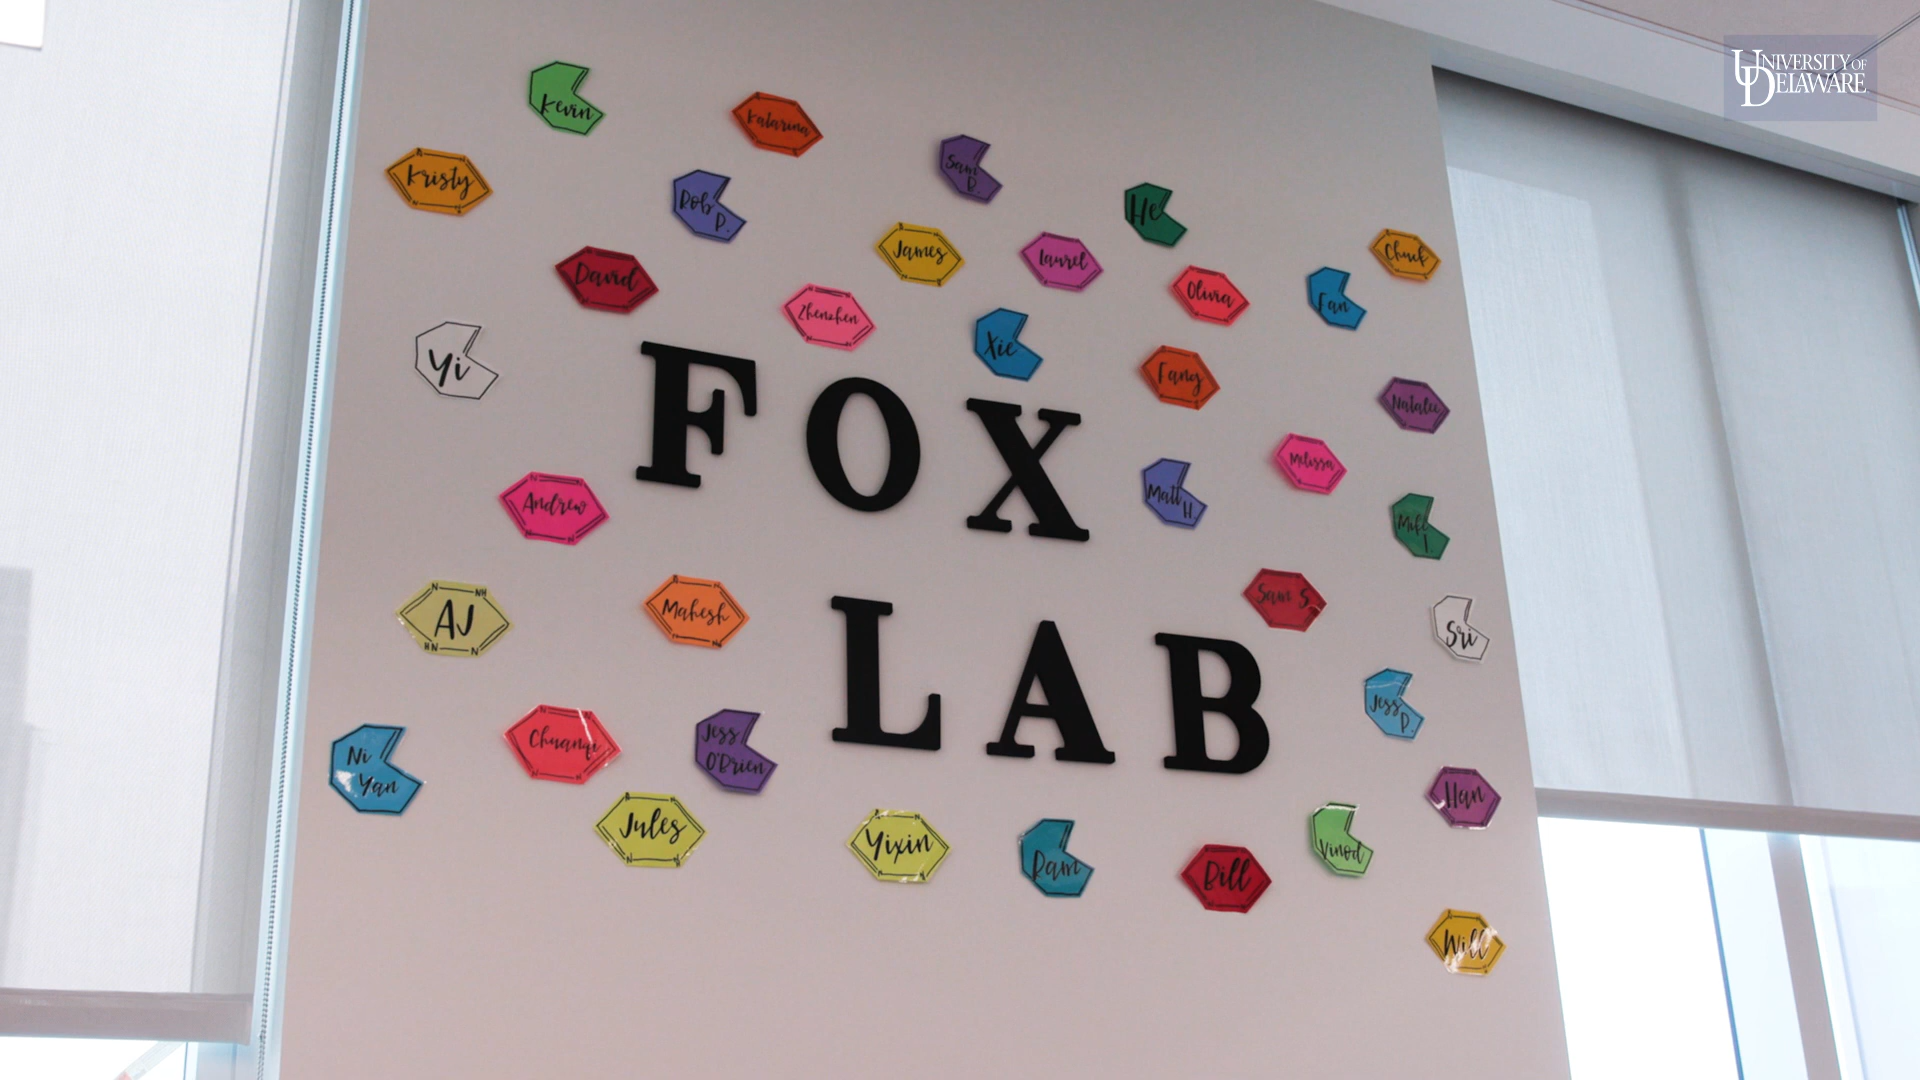 UNIVERSITY OF
DELAWARE
Kevin
Katarina
Kristy
Rob P.
Sam B.
He
James
Laurel
Chuck
David
Zhenzhen
Olivia
Fan
Yi
Xie
Fang
Natalie
FOX
Melissa
Andrew
Matt H.
Mike I.
AJ
Mahesh
Sam S.
Sri
LAB
Jess P.
Ni
Yan
Chuanqi
Jess
O'Brien
Han
Jules
Yixin
Ram
Bill
Vinod
Will